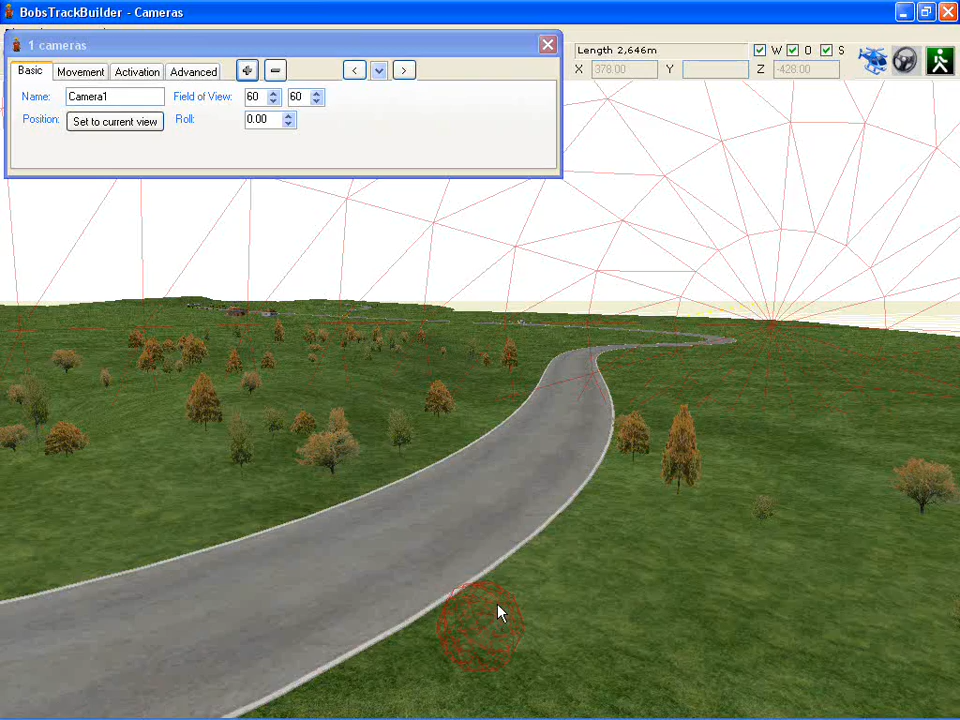 BobsTrackBuilder - Cameras
1 cameras
Length 2,646m W O S
X 378.00 Y Z -428.00
Basic Movement Activation Advanced < >
Name: Camera1 Field of View: 60 60
Position: Set to current view Roll: 0.00